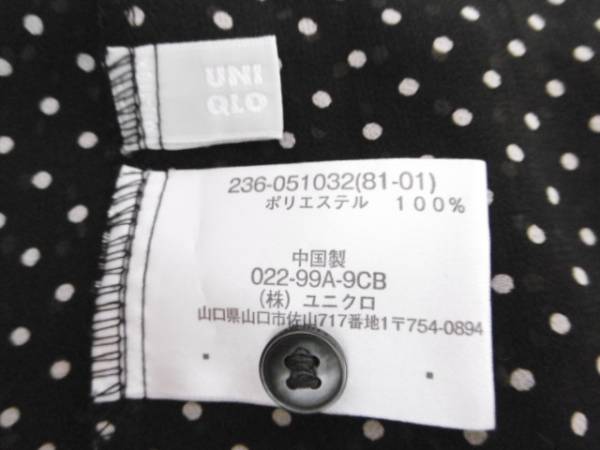 UNI
QLO
236-051032(81-01)
ポリエステル 100%
中国製
022-99A-9CB
(株) ユニクロ
山口県山口市佐山717番地1〒754-0894